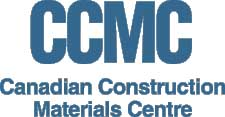 CCMC
Canadian Construction
Materials Centre